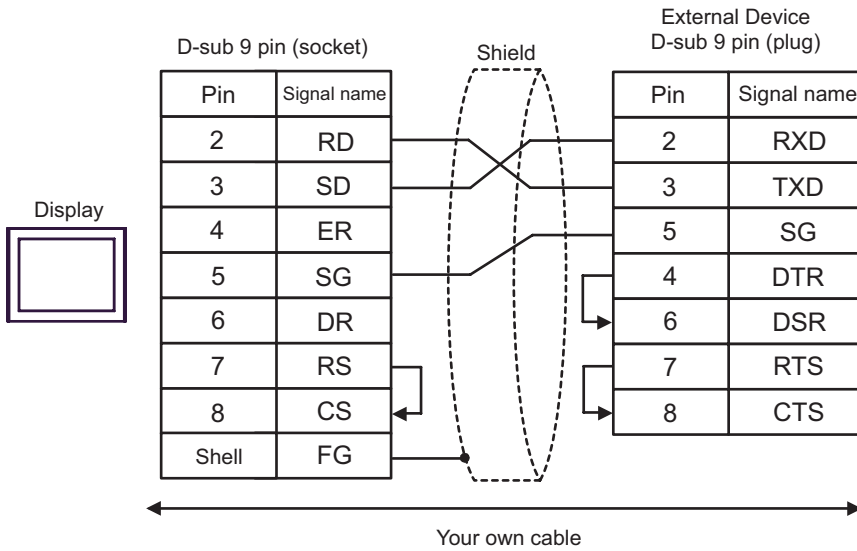 External Device
D-sub 9 pin (socket)
Shield
D-sub 9 pin (plug)
Pin Signal name
2 RD
3 SD
4 ER
5 SG
6 DR
7 RS
8 CS
Shell FG
Pin Signal name
2 RXD
3 TXD
5 SG
4 DTR
6 DSR
7 RTS
8 CTS
Display
Your own cable